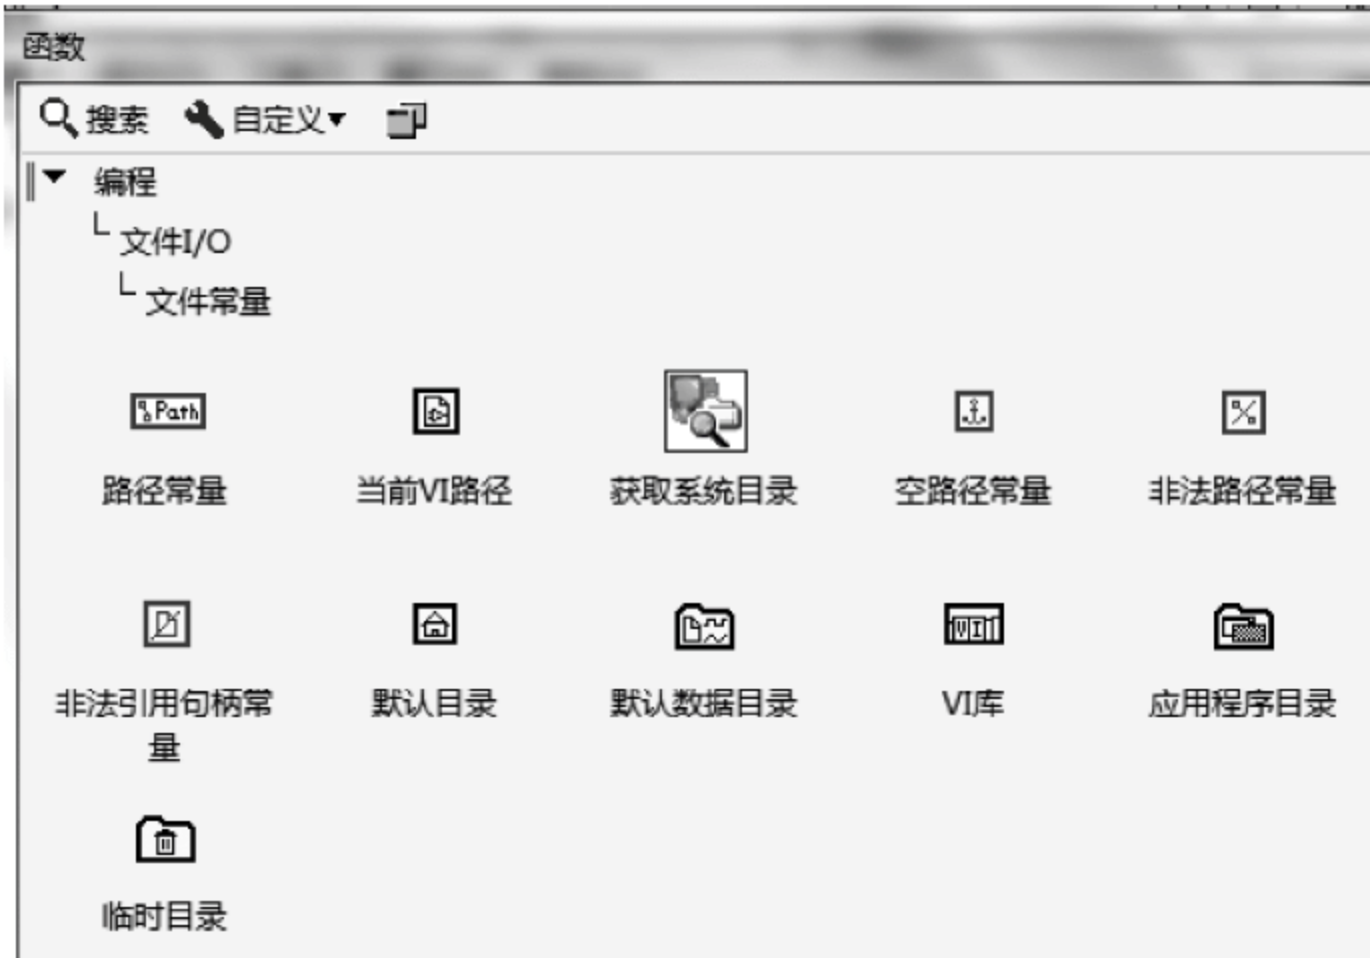 函数
搜索 自定义
编程
文件I/O
文件常量
Path
路径常量 当前VI路径 获取系统目录 空路径常量 非法路径常量
VI
非法引用句柄常 默认目录 默认数据目录 VI库 应用程序目录
量
临时目录